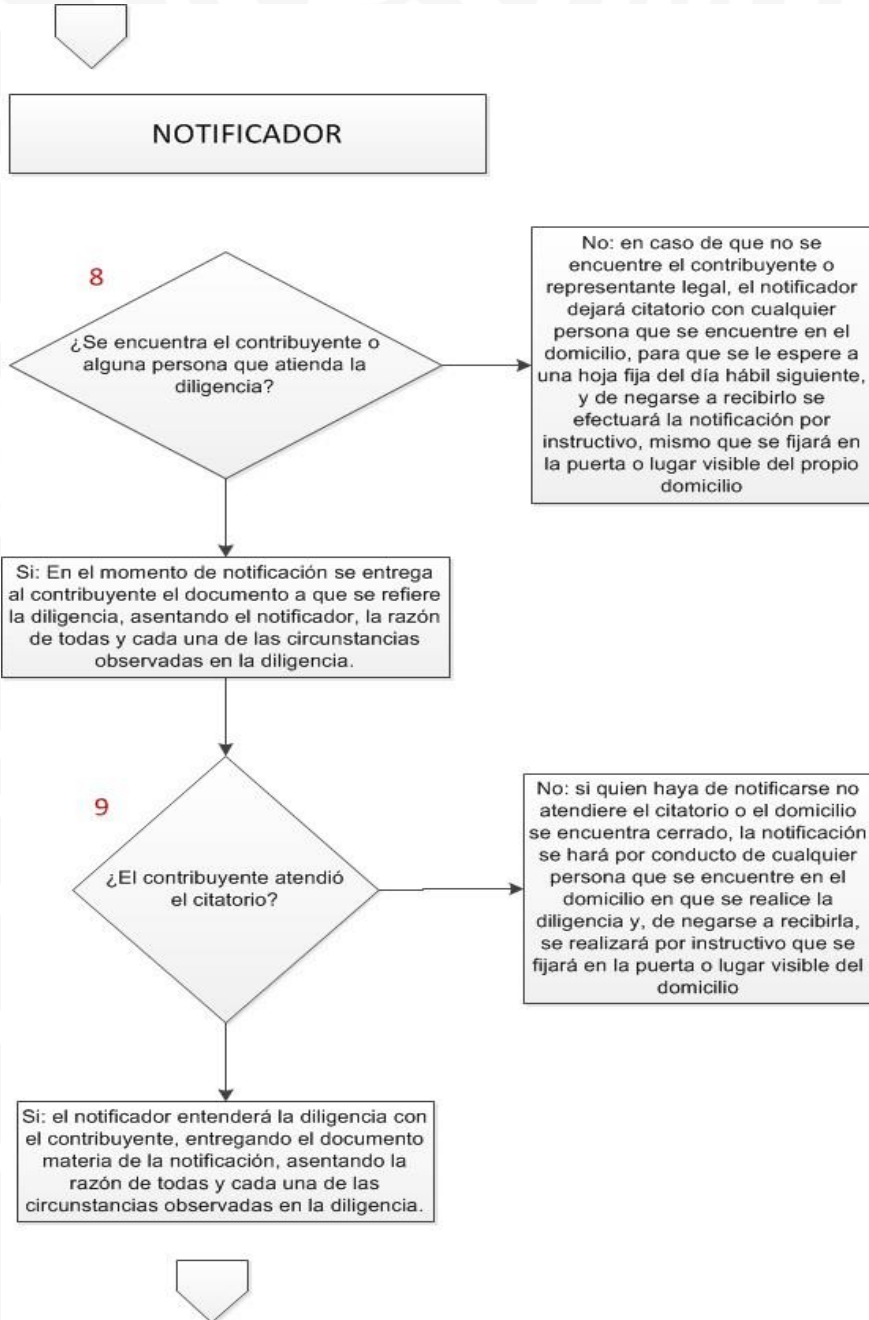 NOTIFICADOR
8
¿Se encuentra el contribuyente o
alguna persona que atienda la
diligencia?
No: en caso de que no se
encuentre el contribuyente o
representante legal, el notificador
dejará citatorio con cualquier
persona que se encuentre en el
domicilio, para que se le espere a
una hoja fija del día hábil siguiente,
y de negarse a recibirlo se
efectuará la notificación por
instructivo, mismo que se fijará en
la puerta o lugar visible del propio
domicilio
Si: En el momento de notificación se entrega
al contribuyente el documento a que se refiere
la diligencia, asentando el notificador, la razón
de todas y cada una de las circunstancias
observadas en la diligencia.
9
¿El contribuyente atendió
el citatorio?
No: si quien haya de notificarse no
atendiere el citatorio o el domicilio
se encuentra cerrado, la notificación
se hará por conducto de cualquier
persona que se encuentre en el
domicilio en que se realice la
diligencia y, de negarse a recibirla,
se realizará por instructivo que se
fijará en la puerta o lugar visible del
domicilio
Si: el notificador entenderá la diligencia con
el contribuyente, entregando el documento
materia de la notificación, asentando la
razón de todas y cada una de las
circunstancias observadas en la diligencia.